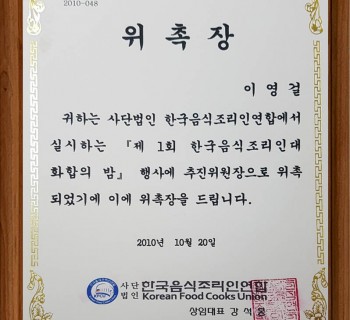 2010-048
위촉장
이영걸
귀하는 사단법인 한국음식조리인연합에서
실시하는 『제 1회 한국음식조리인대
화합의 밤』 행사에 추진위원장으로 위촉
되었기에 이에 위촉장을 드립니다.
2010년 10월 20일
사단법인 한국음식조리인연합
Korean Food Cooks Union
상임대표 강석